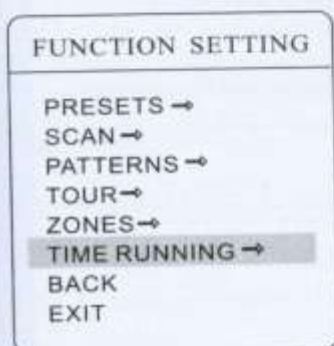 FUNCTION SETTING
PRESETS ⇾
SCAN ⇾
PATTERNS ⇾
TOUR ⇾
ZONES ⇾
TIME RUNNING ⇾
BACK
EXIT